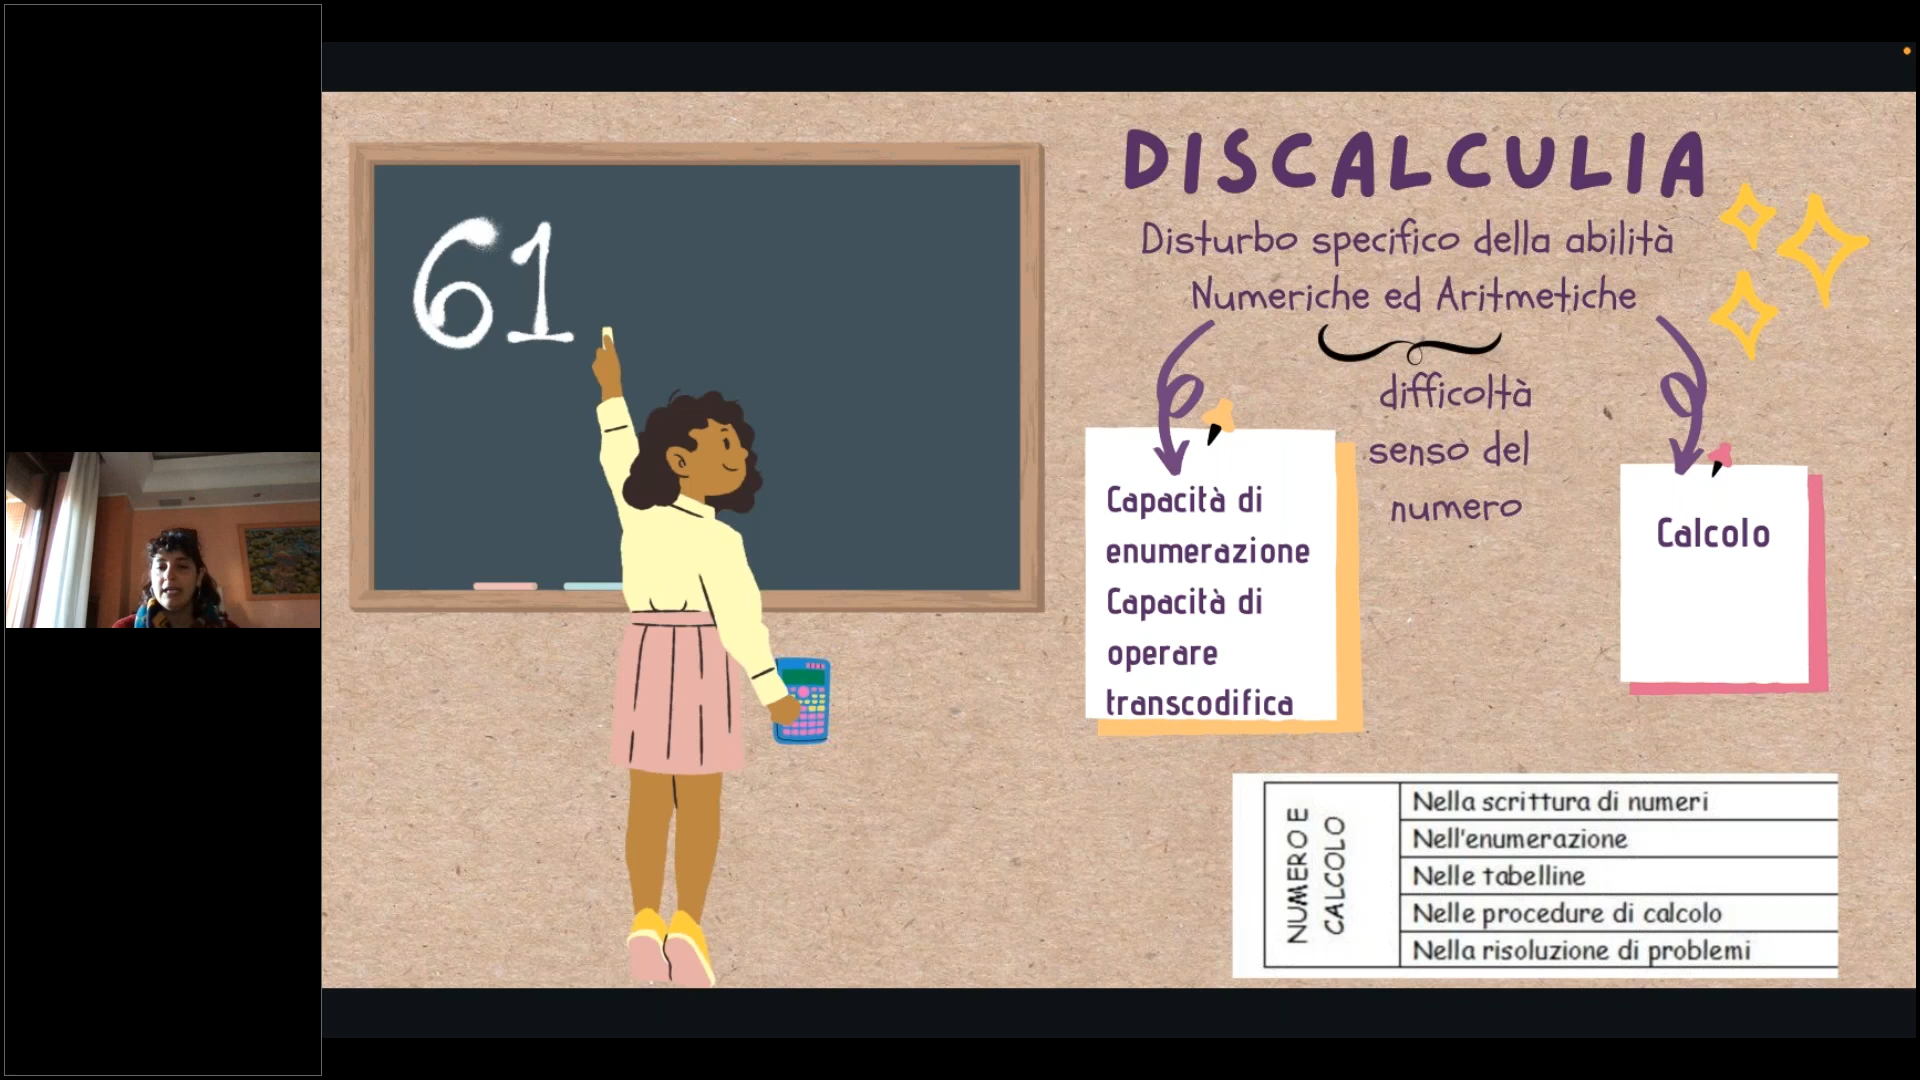 61
DISCALCULIA
Disturbo specifico della abilità
Numeriche ed Aritmetiche
difficoltà
senso del
numero
Capacità di
enumerazione
Capacità di
operare
transcodifica
Calcolo
NUMERO E
CALCOLO
Nella scrittura di numeri
Nell'enumerazione
Nelle tabelline
Nelle procedure di calcolo
Nella risoluzione di problemi